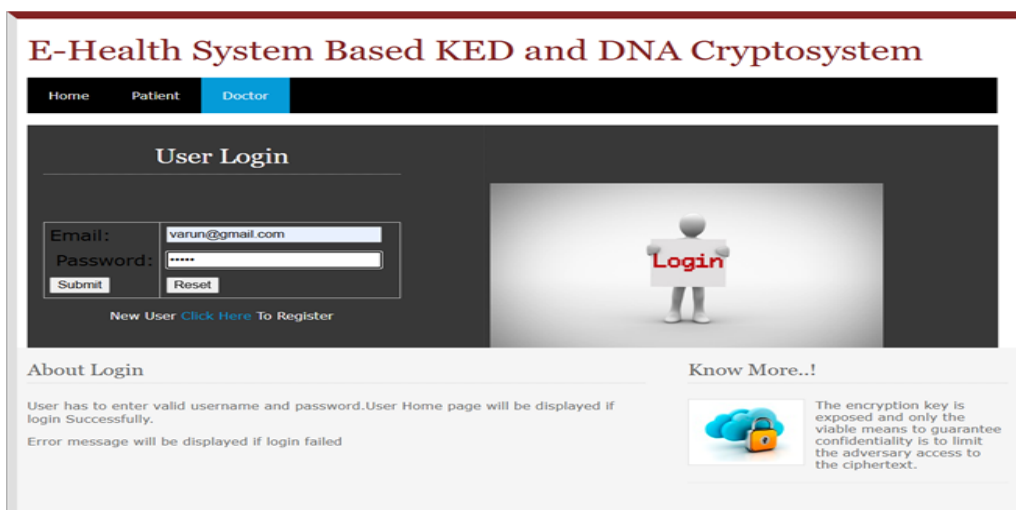 E-Health System Based KED and DNA Cryptosystem
Home Patient Doctor
User Login
Email: varun@gmail.com
Password: •••••
Submit Reset
New User Click Here To Register
Login
About Login
User has to enter valid username and password.User Home page will be displayed if
login Successfully.
Error message will be displayed if login failed
Know More..!
The encryption key is
exposed and only the
viable means to guarantee
confidentiality is to limit
the adversary access to
the ciphertext.